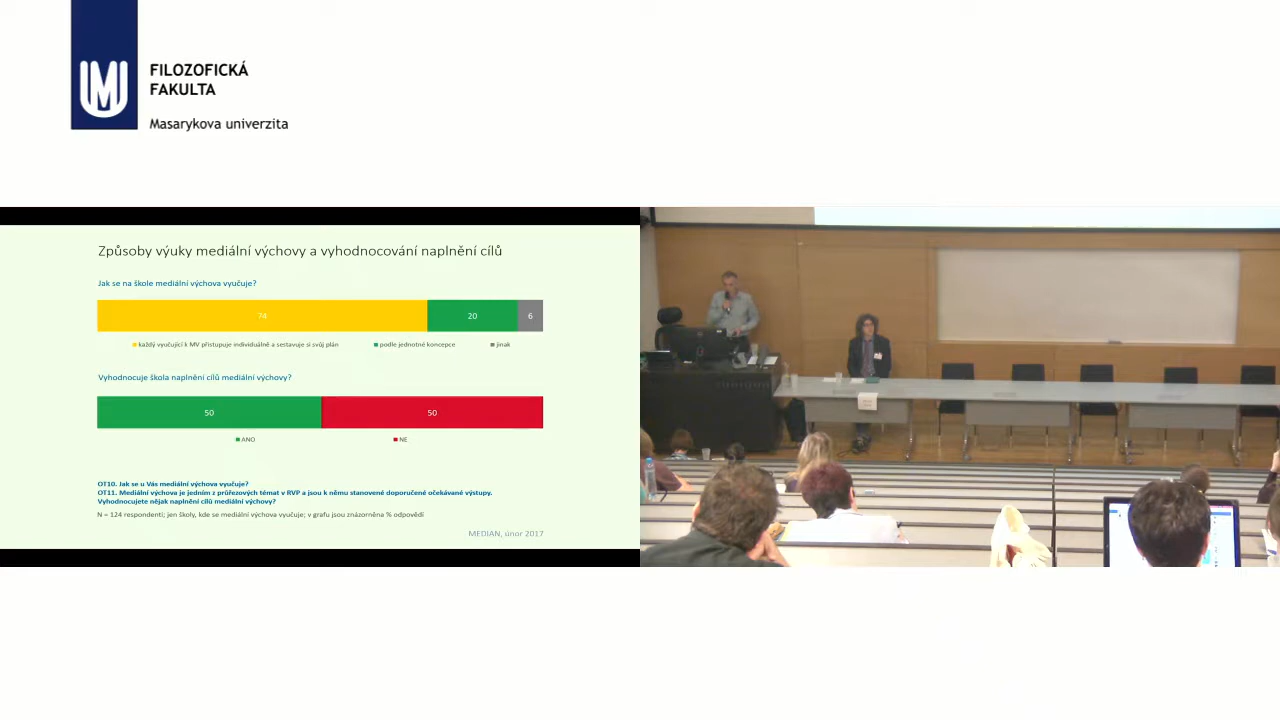 FILOZOFICKÁ
FAKULTA
Masarykova univerzita
Způsoby výuky mediální výchovy a vyhodnocování naplnění cílů
Jak se na škole mediální výchova vyučuje?
74 20 6
každý vyučující k MV přistupuje individuálně a sestavuje si svůj plán podle jednotné koncepce jinak
Vyhodnocuje škola naplnění cílů mediální výchovy?
50 50
ANO NE
OT10. Jak se u Vás mediální výchova vyučuje?
OT11. Mediální výchova je jedním z průřezových témat v RVP a jsou k němu stanovené doporučené očekávané výstupy.
Vyhodnocujete nějak naplnění cílů mediální výchovy?
N = 124 respondenti; jen školy, kde se mediální výchova vyučuje; v grafu jsou znázorněna % odpovědí
MEDIAN, únor 2017